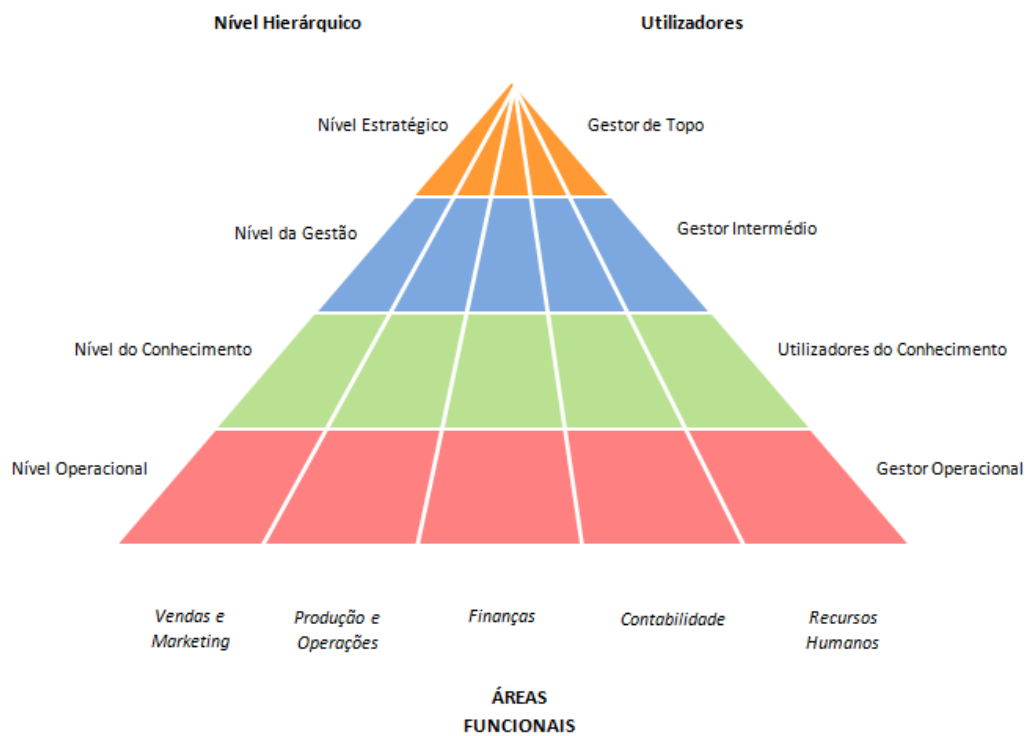 Nível Hierárquico
Utilizadores
Nível Estratégico
Gestor de Topo
Nível da Gestão
Gestor Intermédio
Nível do Conhecimento
Utilizadores do Conhecimento
Nível Operacional
Gestor Operacional
Vendas e
Marketing
Produção e
Operações
Finanças
Contabilidade
Recursos
Humanos
ÁREAS
FUNCIONAIS